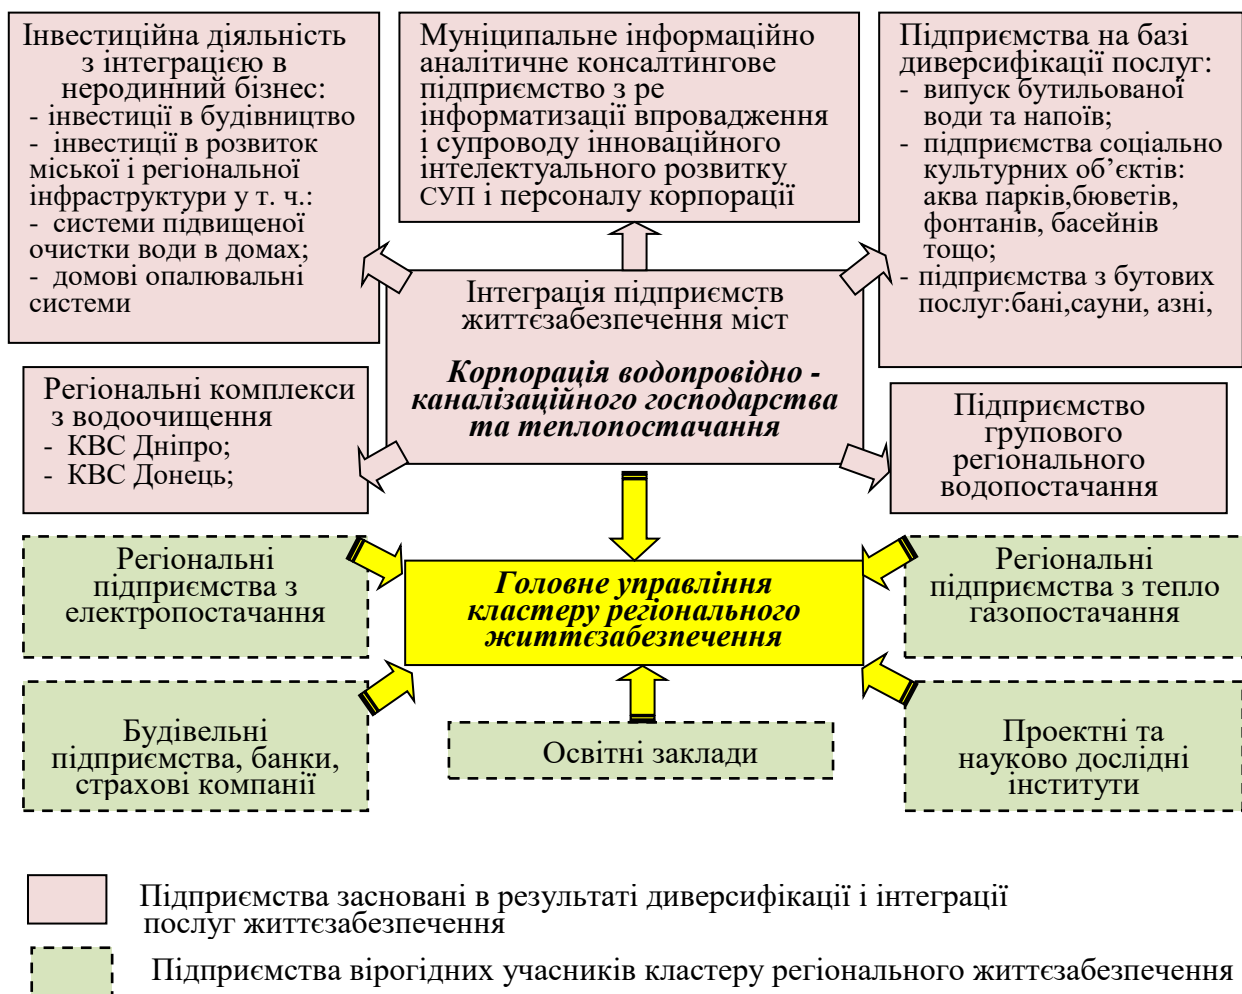 Інвестиційна діяльність
з інтеграцією в
неродинний бізнес:
- інвестиції в будівництво
- інвестиції в розвиток
міської і регіональної
інфраструктури у т. ч.:
- системи підвищеної
очистки води в домах;
- домові опалювальні
системи
Муніципальне інформаційно
аналітичне консалтингове
підприємство з ре
інформатизації впровадження
і супроводу інноваційного
інтелектуального розвитку
СУП і персоналу корпорації
Підприємства на базі
диверсифікації послуг:
- випуск бутильованої
води та напоїв;
- підприємства соціально
культурних об’єктів:
аква парків,бюветів,
фонтанів, басейнів
тощо;
- підприємства з бутових
послуг:бані,сауни, азні,
Інтеграція підприємств
життєзабезпечення міст
Корпорація водопровідно -
каналізаційного господарства
та теплопостачання
Регіональні комплекси
з водоочищення
- КВС Дніпро;
- КВС Донець;
Підприємство
групового
регіонального
водопостачання
Регіональні
підприємства з
електропостачання
Головне управління
кластеру регіонального
життєзабезпечення
Регіональні
підприємства з тепло
газопостачання
Будівельні
підприємства, банки,
страхові компанії
Освітні заклади
Проектні та
науково дослідні
інститути
Підприємства засновані в результаті диверсифікації і інтеграції
послуг життєзабезпечення
Підприємства вірогідних учасників кластеру регіонального життєзабезпечення